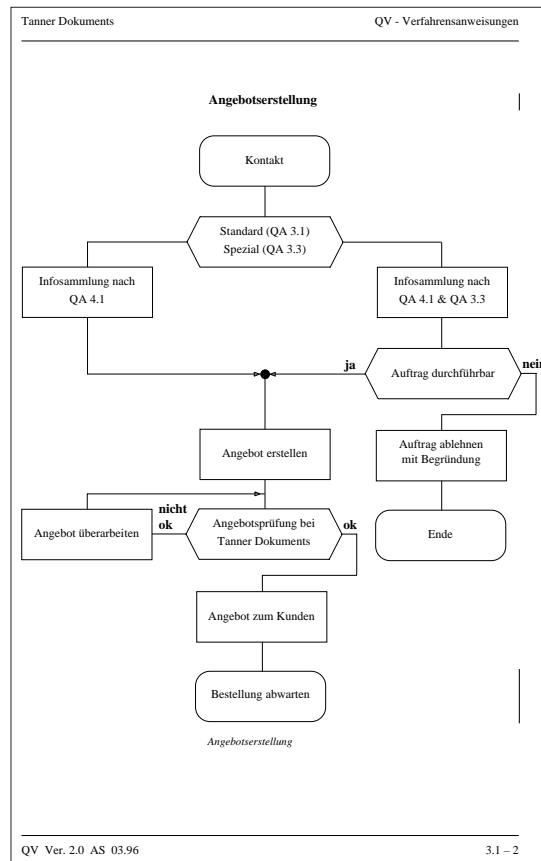 Tanner Dokuments QV - Verfahrensanweisungen
Angebotserstellung
Kontakt
Standard (QA 3.1)
Spezial (QA 3.3)
Infosammlung nach
QA 4.1
Infosammlung nach
QA 4.1 & QA 3.3
ja
Auftrag durchführbar
nein
Angebot erstellen
Auftrag ablehnen
mit Begründung
nicht
ok
Angebot überarbeiten
Angebotsprüfung bei
Tanner Dokuments
ok
Ende
Angebot zum Kunden
Bestellung abwarten
Angebotserstellung
QV Ver. 2.0 AS 03.96 3.1 – 2